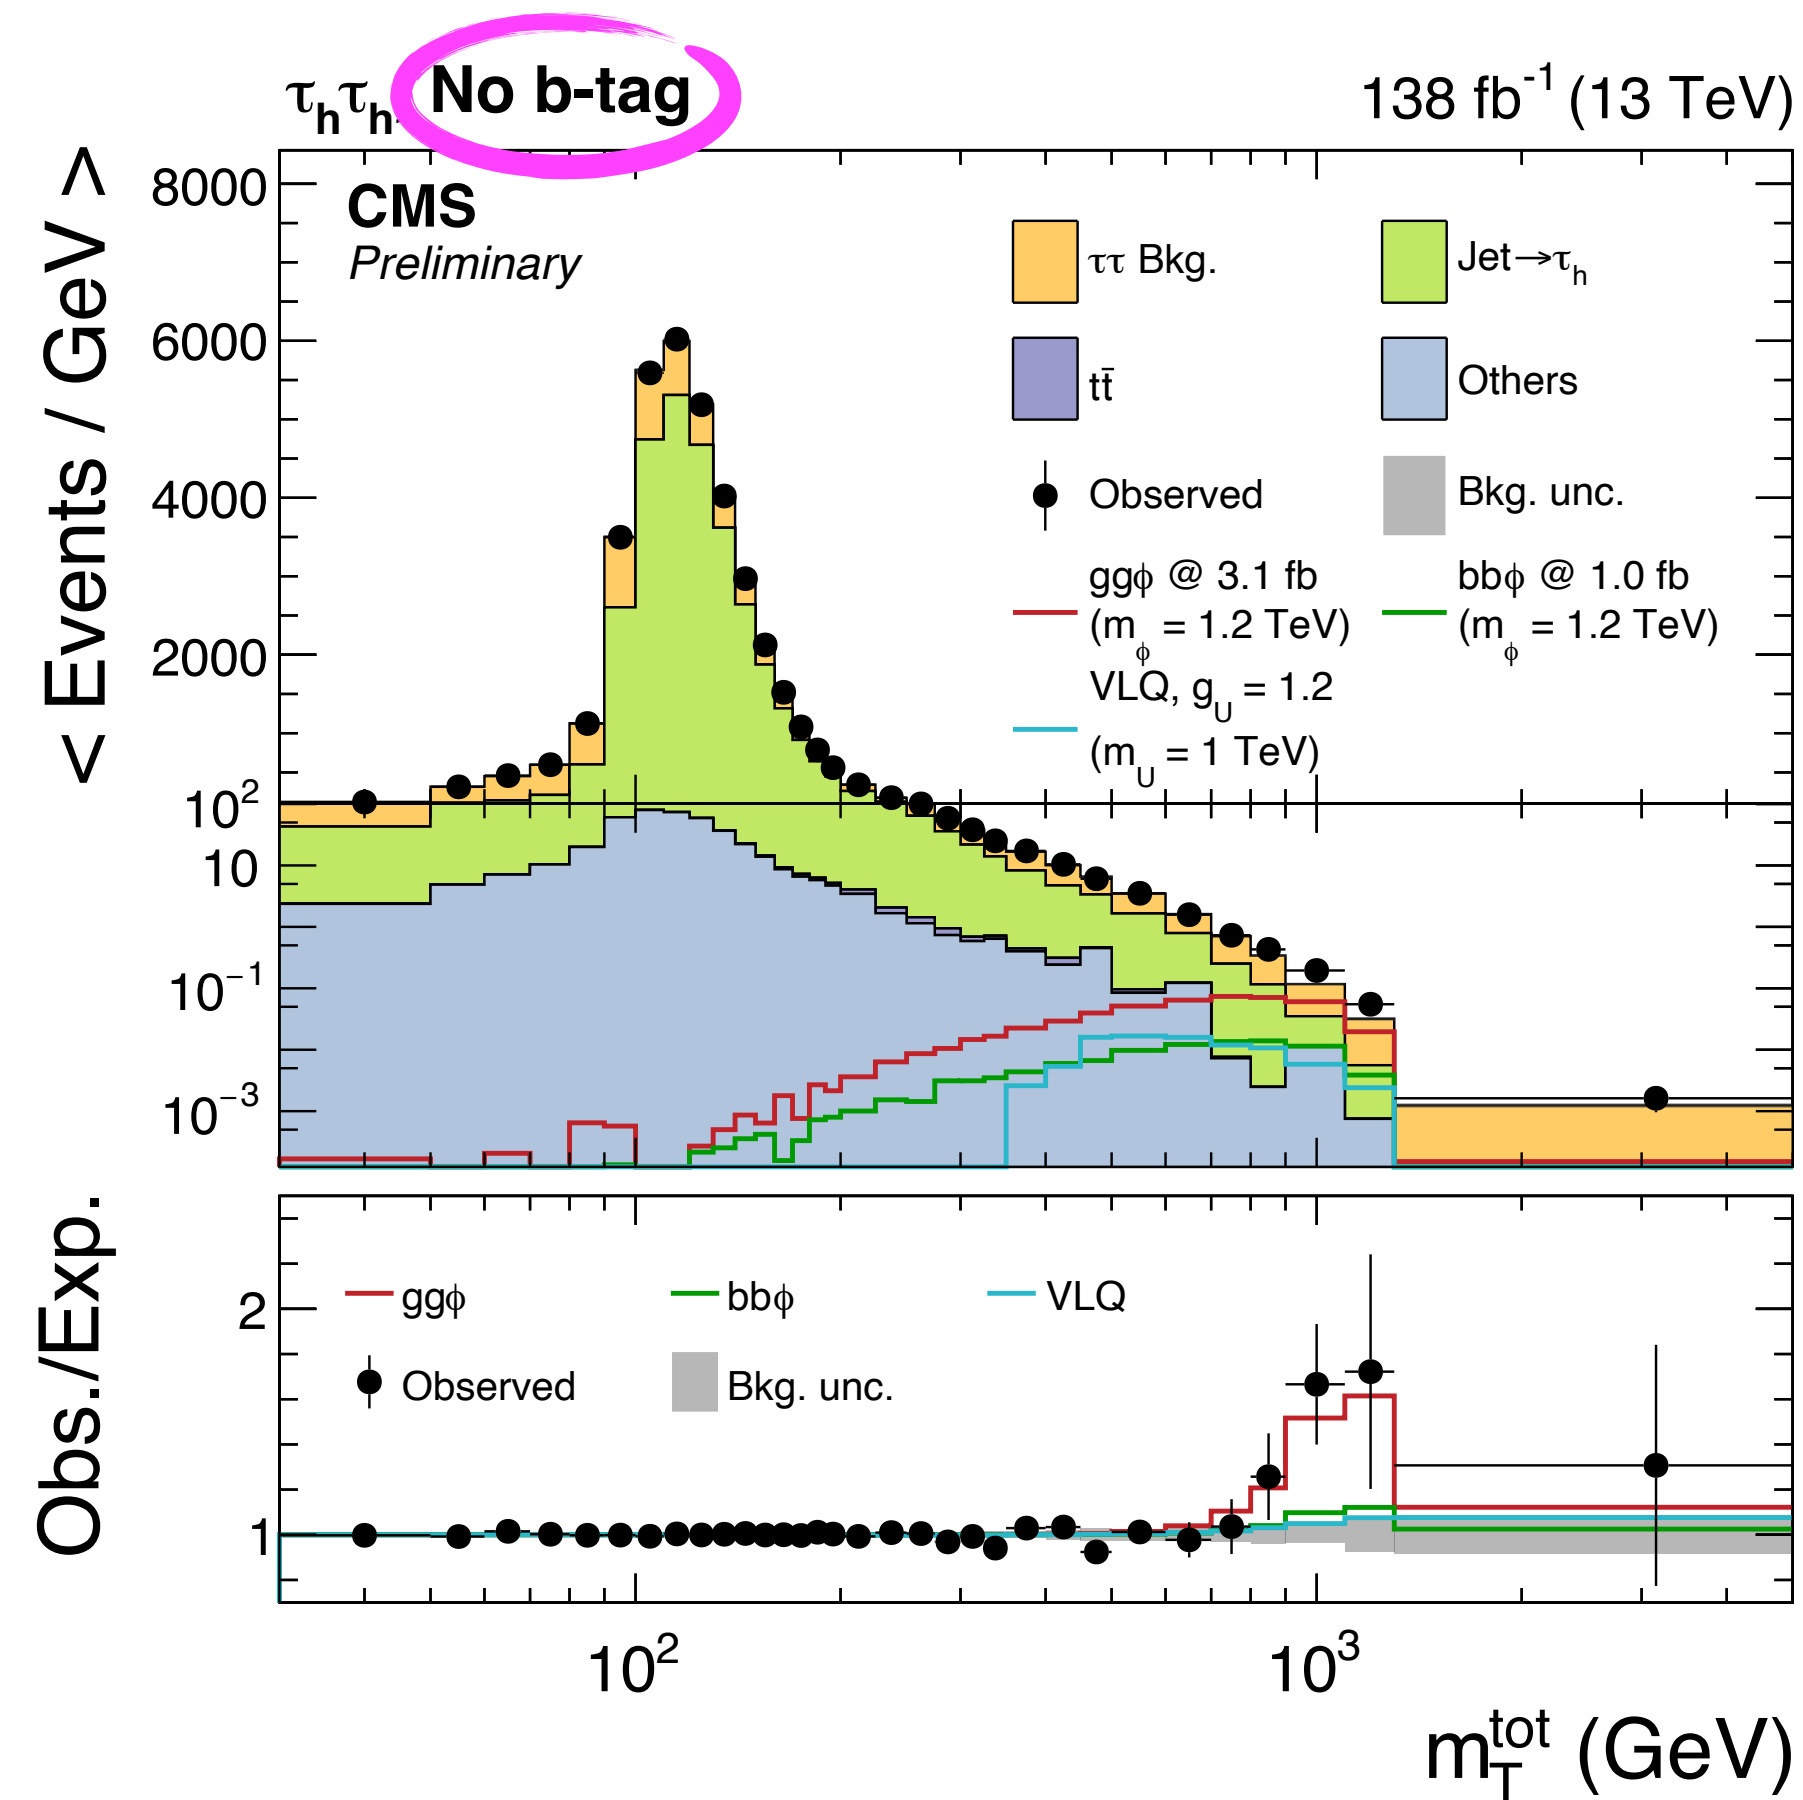 τhτh No b-tag 138 fb⁻¹ (13 TeV)
CMS
Preliminary
< Events / GeV >
8000
6000
4000
2000
10²
10
10⁻¹
10⁻³
ττ Bkg.
Jet→τh
tt̄
Others
Observed
Bkg. unc.
ggϕ @ 3.1 fb
(mϕ = 1.2 TeV)
bbϕ @ 1.0 fb
(mϕ = 1.2 TeV)
VLQ, gU = 1.2
(mU = 1 TeV)
Obs./Exp.
2
1
ggϕ
bbϕ
VLQ
Observed
Bkg. unc.
10²
10³
mTtot (GeV)